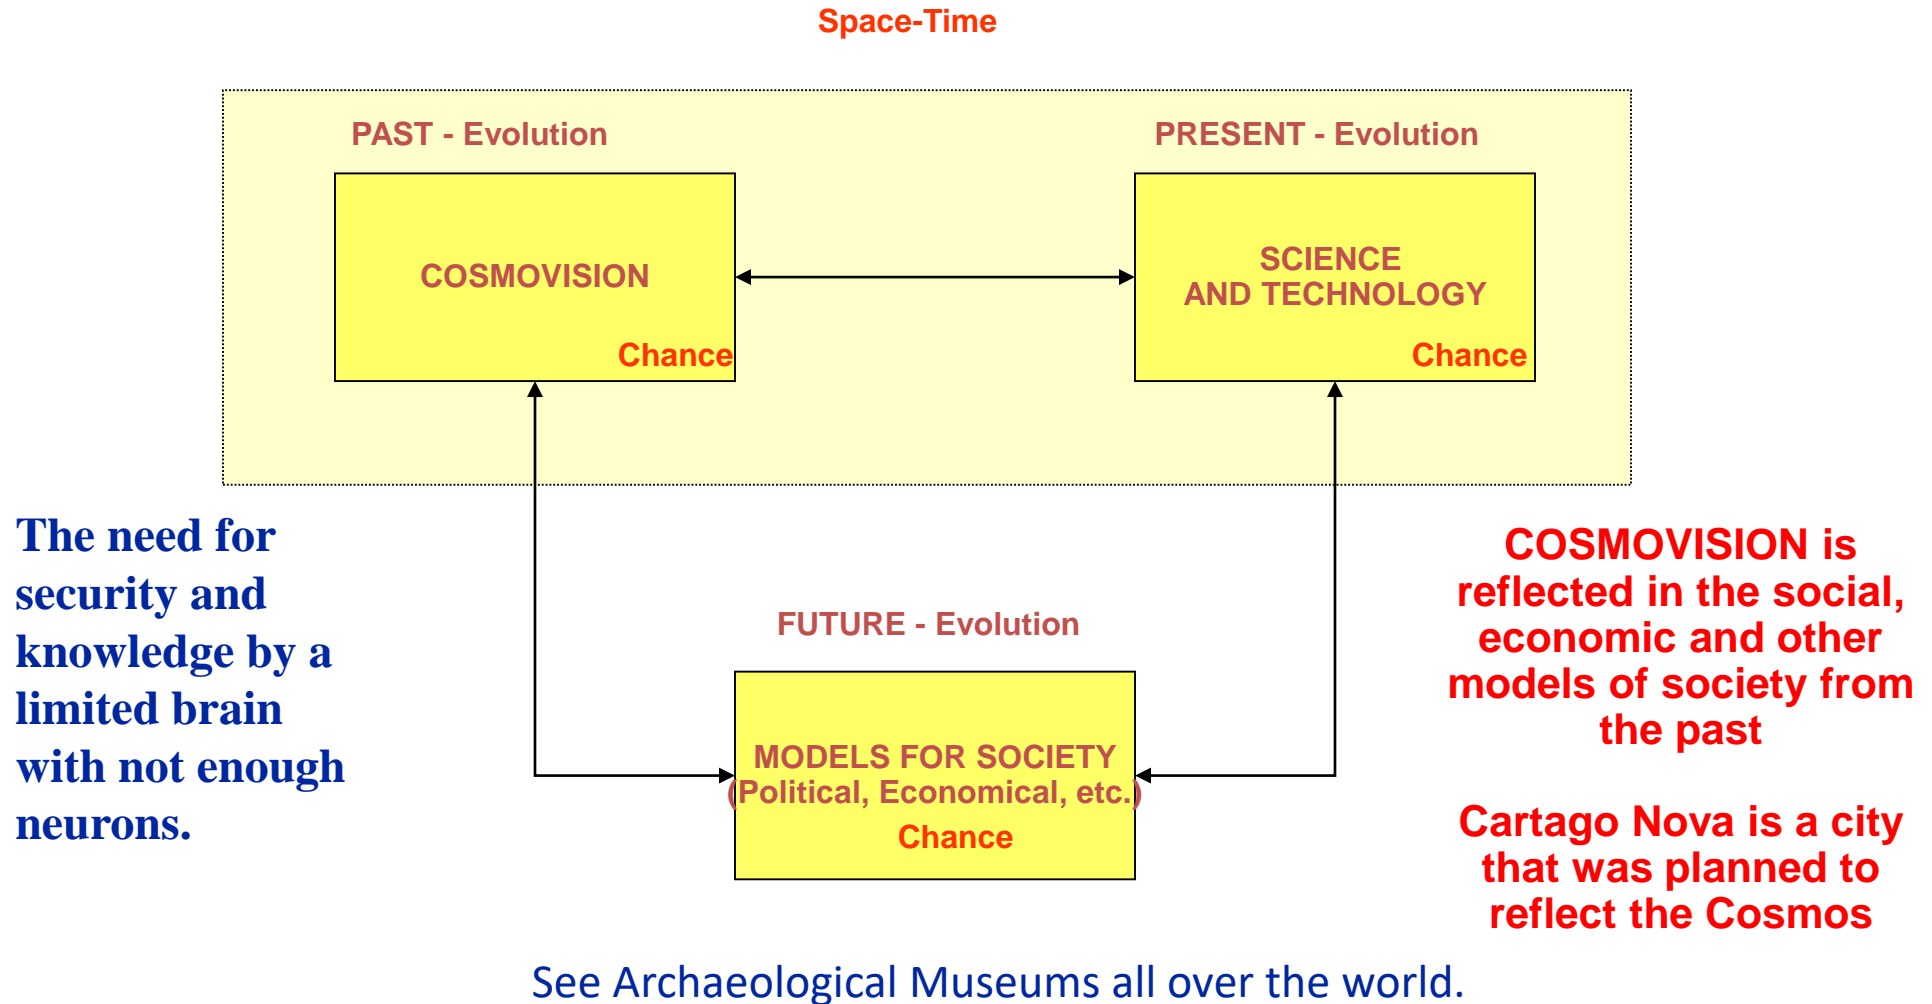 Space-Time
PAST - Evolution
PRESENT - Evolution
COSMOVISION
Chance
SCIENCE
AND TECHNOLOGY
Chance
The need for
security and
knowledge by a
limited brain
with not enough
neurons.
FUTURE - Evolution
MODELS FOR SOCIETY
(Political, Economical, etc.)
Chance
COSMOVISION is
reflected in the social,
economic and other
models of society from
the past
Cartago Nova is a city
that was planned to
reflect the Cosmos
See Archaeological Museums all over the world.